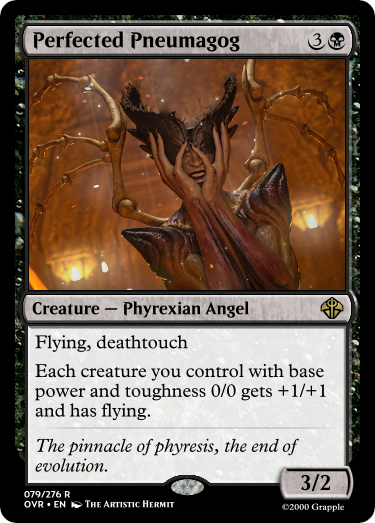 Perfected Pneumagog 3
Creature — Phyrexian Angel
Flying, deathtouch
Each creature you control with base
power and toughness 0/0 gets +1/+1
and has flying.
The pinnacle of phyresis, the end of
evolution.
3/2
079/276 R
OVR • EN The Artistic Hermit
©2000 Grapple